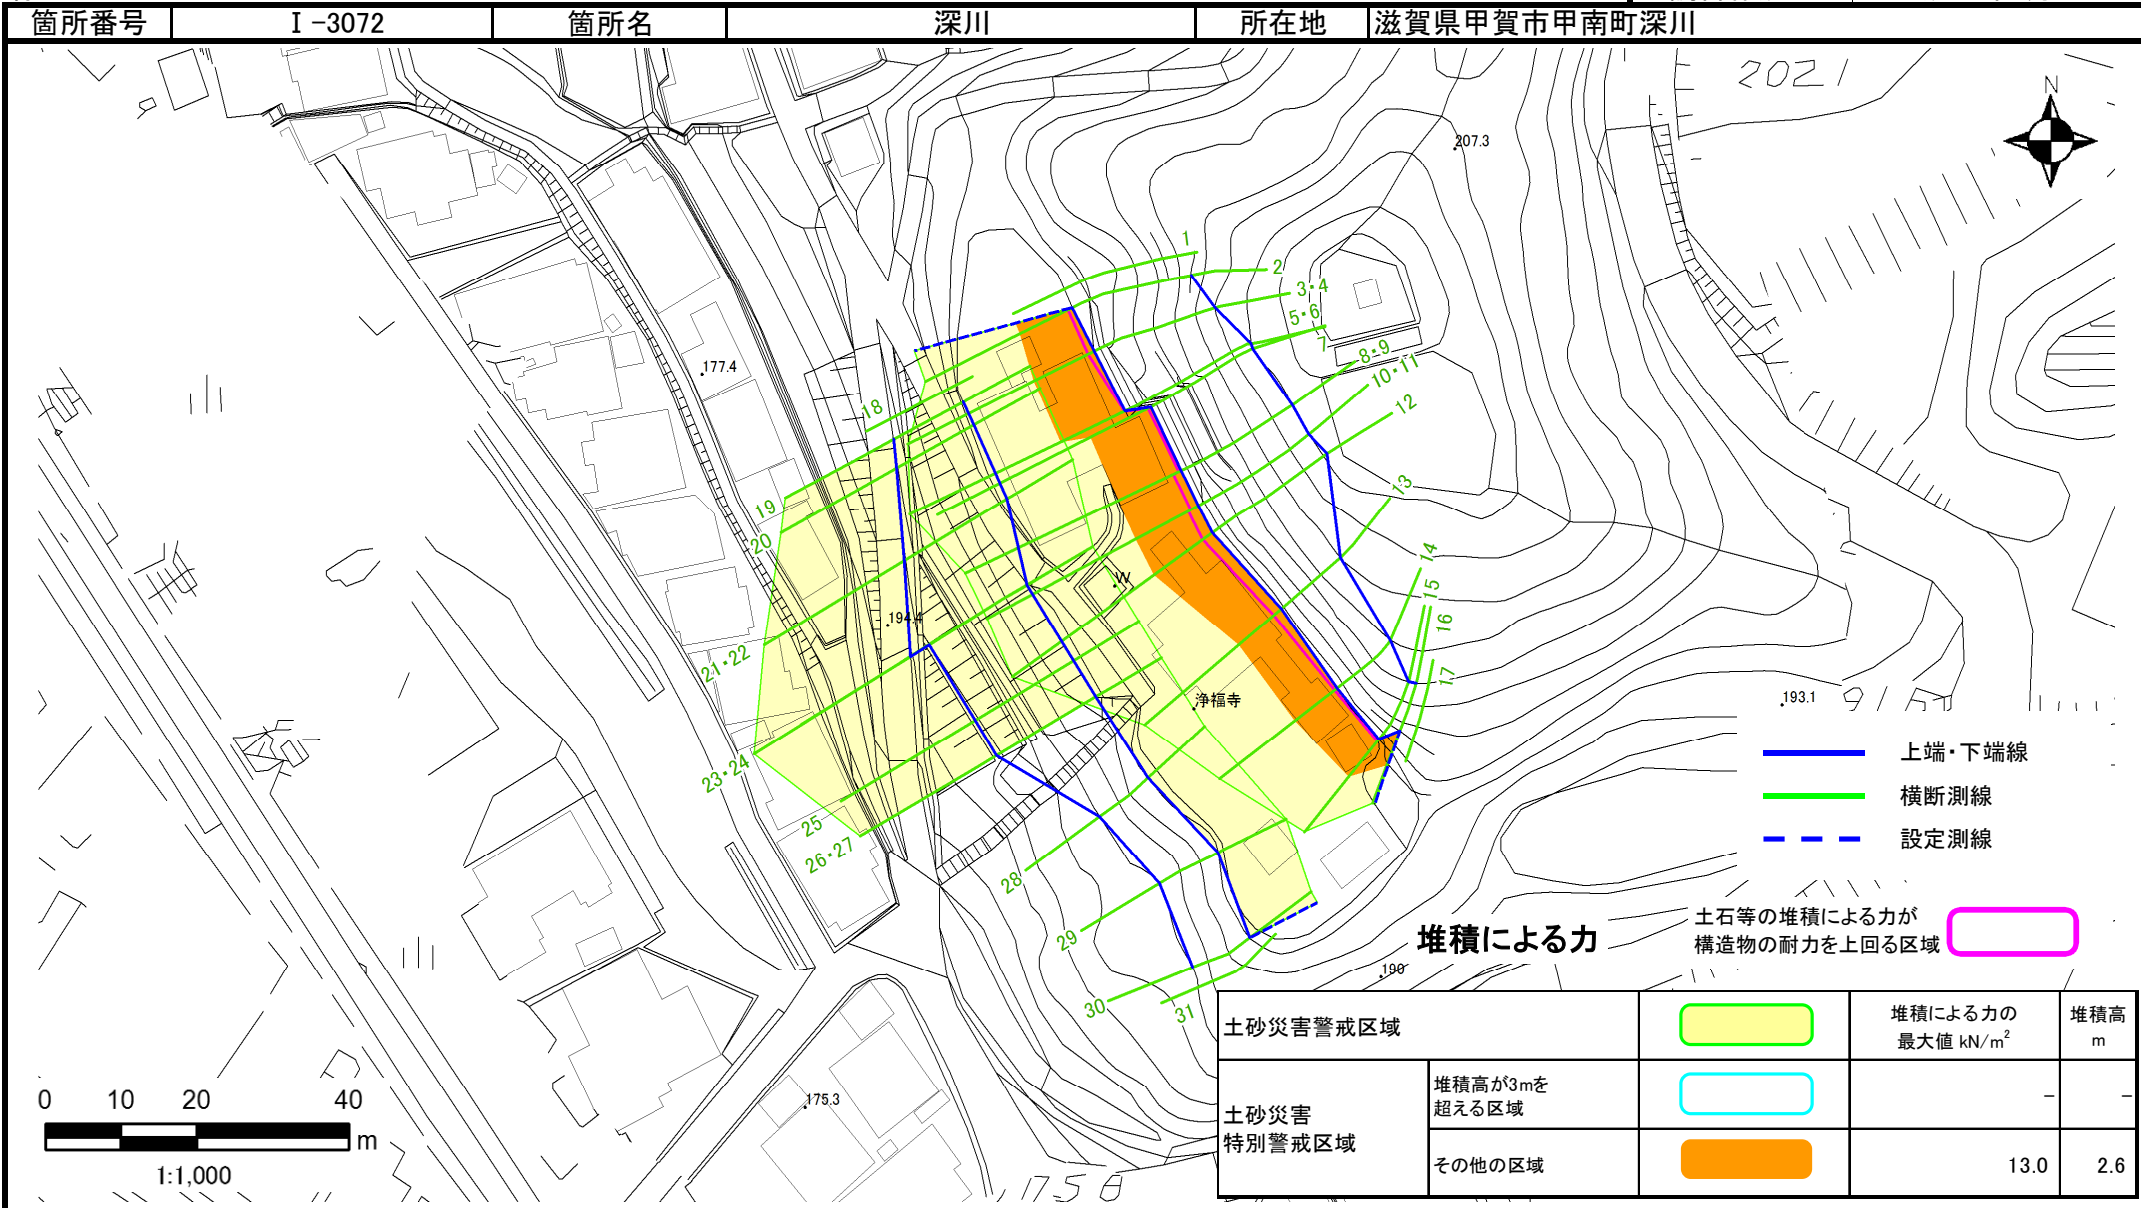 箇所番号 Ⅰ-3072 箇所名 深川 所在地 滋賀県甲賀市甲南町深川
2021
N
207.3
1
2
3・4
5・6
7
8・9
10・11
12
13
14
15
16
17
18
19
20
21・22
23・24
25
26・27
28
29
30
31
177.4
194.4
W
浄福寺
193.1
190
175.3
上端・下端線
横断測線
設定測線
堆積による力
土石等の堆積による力が
構造物の耐力を上回る区域
土砂災害警戒区域
堆積による力の
最大値 kN/m²
堆積高
m
土砂災害
特別警戒区域
堆積高が3mを
超える区域
- -
その他の区域
13.0 2.6
0 10 20 40
m
1:1,000